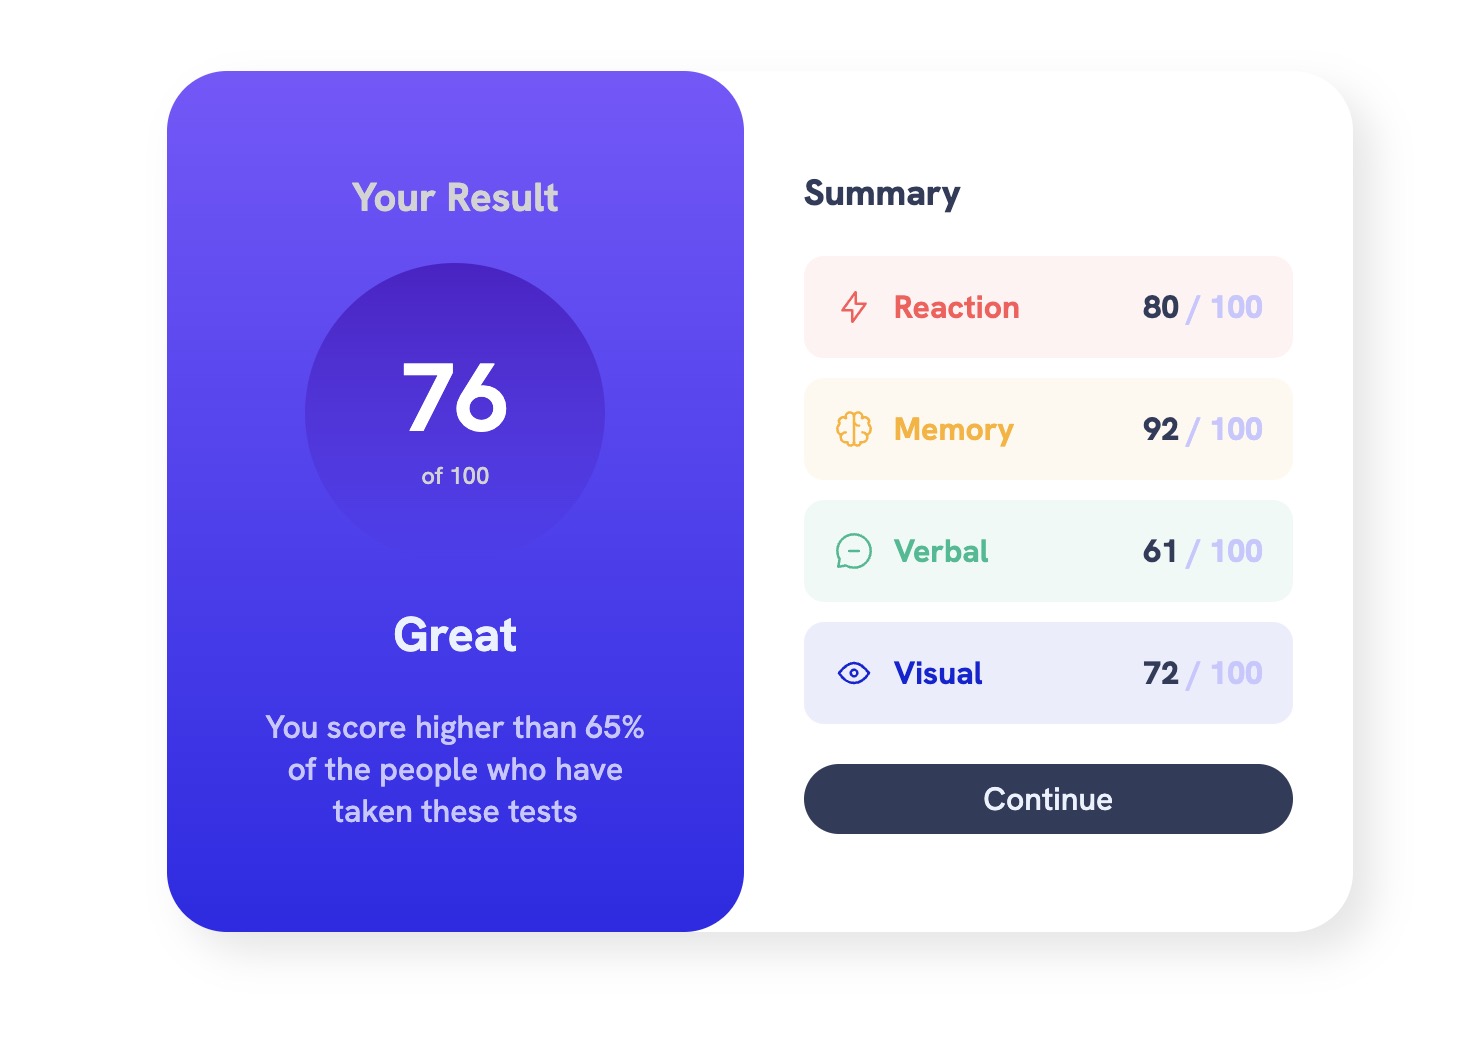 Your Result
76
of 100
Great
You score higher than 65%
of the people who have
taken these tests
Summary
Reaction 80 / 100
Memory 92 / 100
Verbal 61 / 100
Visual 72 / 100
Continue